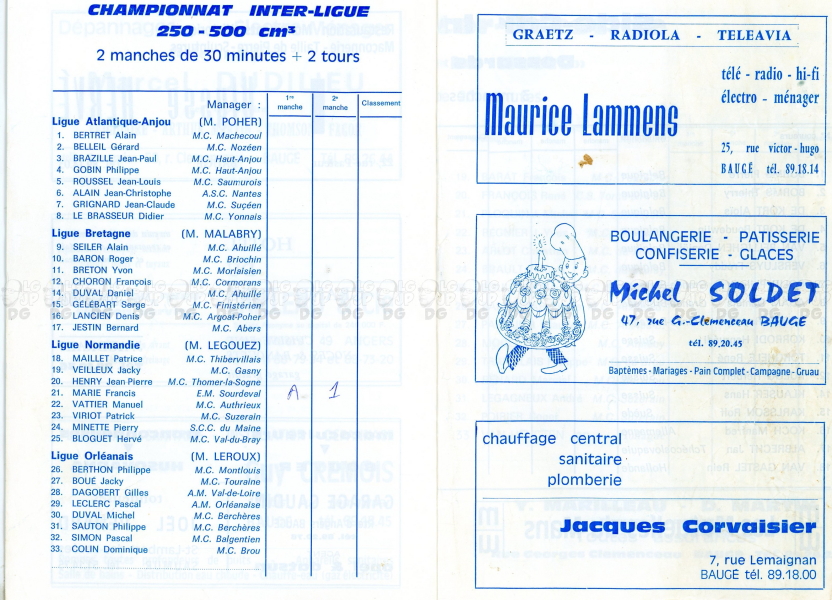 CHAMPIONNAT INTER-LIGUE
250 - 500 cm³
2 manches de 30 minutes + 2 tours
Manager : 1re manche 2e manche Classement
Ligue Atlantique-Anjou (M. POHER)
1. BERTRET Alain M.C. Machecoul
2. BELLEIL Gérard M.C. Nozéen
3. BRAZILLE Jean-Paul M.C. Haut-Anjou
4. GOBIN Philippe M.C. Haut-Anjou
5. ROUSSEL Jean-Louis M.C. Saumurois
6. ALAIN Jean-Christophe A.S.C. Nantes
7. GRIGNARD Jean-Claude M.C. Sucéen
8. LE BRASSEUR Didier M.C. Yonnais
Ligue Bretagne (M. MALABRY)
9. SEILER Alain M.C. Ahuillé
10. BARON Roger M.C. Briochin
11. BRETON Yvon M.C. Morlaisien
12. CHORON François M.C. Cormorans
14. DUVAL Daniel M.C. Ahuillé
15. GÉLÉBART Serge M.C. Finistérien
16. LANCIEN Denis M.C. Argoat-Poher
17. JESTIN Bernard M.C. Abers
Ligue Normandie (M. LEGOUEZ)
18. MAILLET Patrice M.C. Thibervillais
19. VEILLEUX Jacky M.C. Gasny
20. HENRY Jean Pierre M.C. Thomer-la-Sogne
21. MARIE Francis E.M. Sourdeval A 1
22. VATTIER Manuel M.C. Authrieux
23. VIRIOT Patrick M.C. Suzerain
24. MINETTE Pierry S.C.C. du Maine
25. BLOGUET Hervé M.C. Val-du-Bray
Ligue Orléanais (M. LEROUX)
26. BERTHON Philippe M.C. Montlouis
27. BOUÉ Jacky M.C. Touraine
28. DAGOBERT Gilles A.M. Val-de-Loire
29. LECLERC Pascal A.M. Orléanaise
30. DUVAL Michel M.C. Berchères
31. SAUTON Philippe M.C. Berchères
32. SIMON Pascal M.C. Balgentien
33. COLIN Dominique M.C. Brou
GRAETZ - RADIOLA - TELEAVIA
télé - radio - hi-fi
électro - ménager
Maurice Lammens
25, rue victor-hugo
BAUGÉ tél. 89.18.14
BOULANGERIE - PATISSERIE
CONFISERIE - GLACES
Michel SOLDET
47, rue G.-Clemenceau BAUGE
tél. 89.20.45
Baptêmes - Mariages - Pain Complet - Campagne - Gruau
chauffage central
sanitaire
plomberie
Jacques Corvaisier
7, rue Lemaignan
BAUGÉ tél. 89.18.00